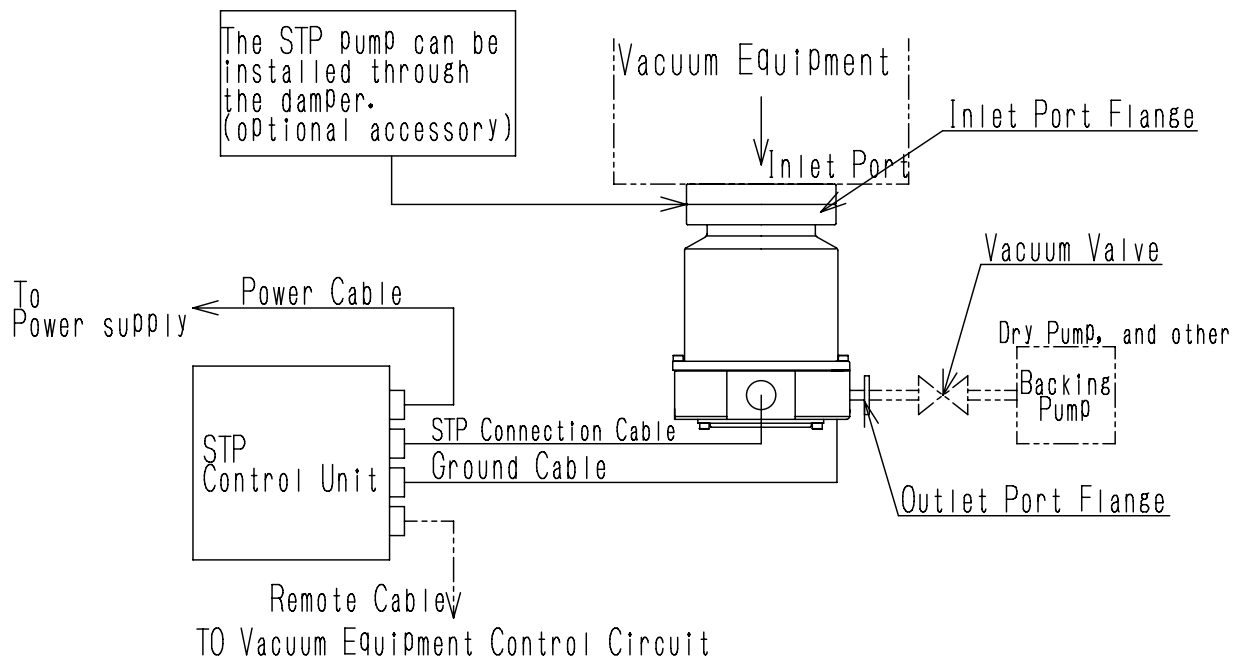 The STP pump can be
installed through
the damper.
(optional accessory)
Vacuum Equipment
Inlet Port Flange
Inlet Port
Vacuum Valve
To
Power supply
Power Cable
Dry Pump, and other
Backing
Pump
STP
Control Unit
STP Connection Cable
Ground Cable
Outlet Port Flange
Remote Cable
TO Vacuum Equipment Control Circuit